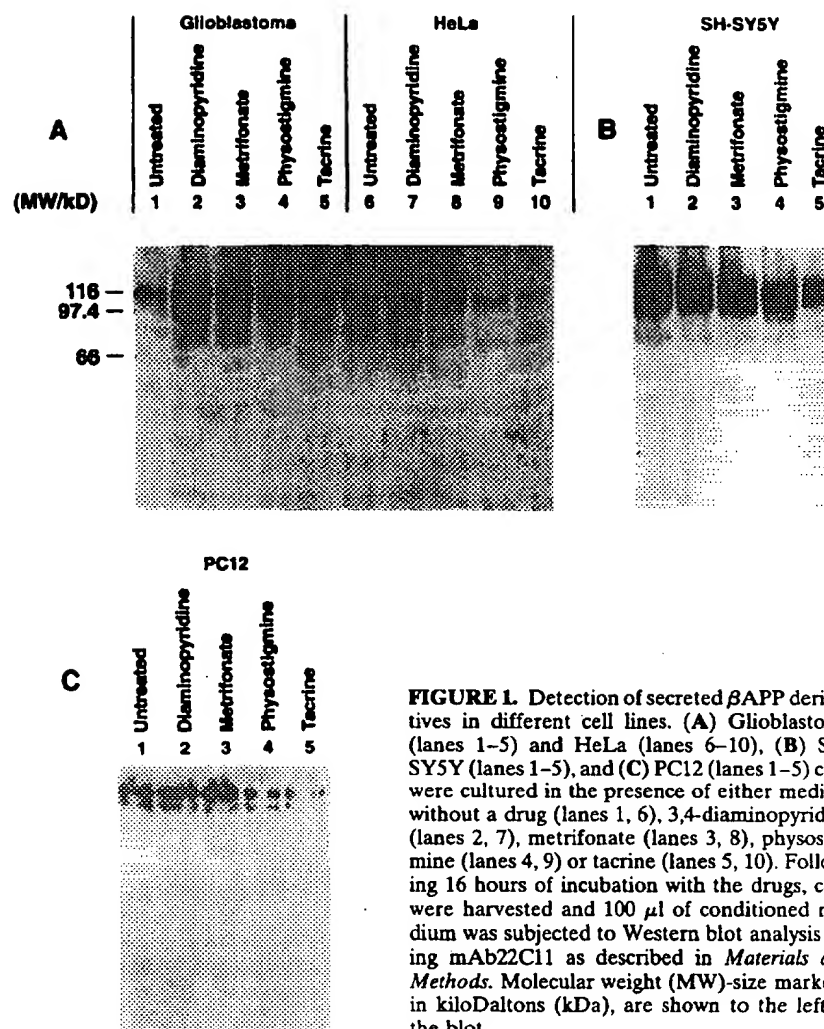 Glioblastoma HeLa SH-SY5Y
A B
Untreated Diaminopyridine Metrifonate Physostigmine Tacrine Untreated Diaminopyridine Metrifonate Physostigmine Tacrine Untreated Diaminopyridine Metrifonate Physostigmine Tacrine
(MW/kD) 1 2 3 4 5 6 7 8 9 10 1 2 3 4 5
116
97.4
66
PC12
C
Untreated Diaminopyridine Metrifonate Physostigmine Tacrine
1 2 3 4 5
FIGURE 1. Detection of secreted βAPP deri
tives in different cell lines. (A) Glioblasto
(lanes 1–5) and HeLa (lanes 6–10), (B) S
SY5Y (lanes 1–5), and (C) PC12 (lanes 1–5) c
were cultured in the presence of either medi
without a drug (lanes 1, 6), 3,4-diaminopyrid
(lanes 2, 7), metrifonate (lanes 3, 8), physos
mine (lanes 4, 9) or tacrine (lanes 5, 10). Follo
ing 16 hours of incubation with the drugs, c
were harvested and 100 μl of conditioned m
dium was subjected to Western blot analysis
ing mAb22C11 as described in Materials
Methods. Molecular weight (MW)-size marke
in kiloDaltons (kDa), are shown to the left
the blot